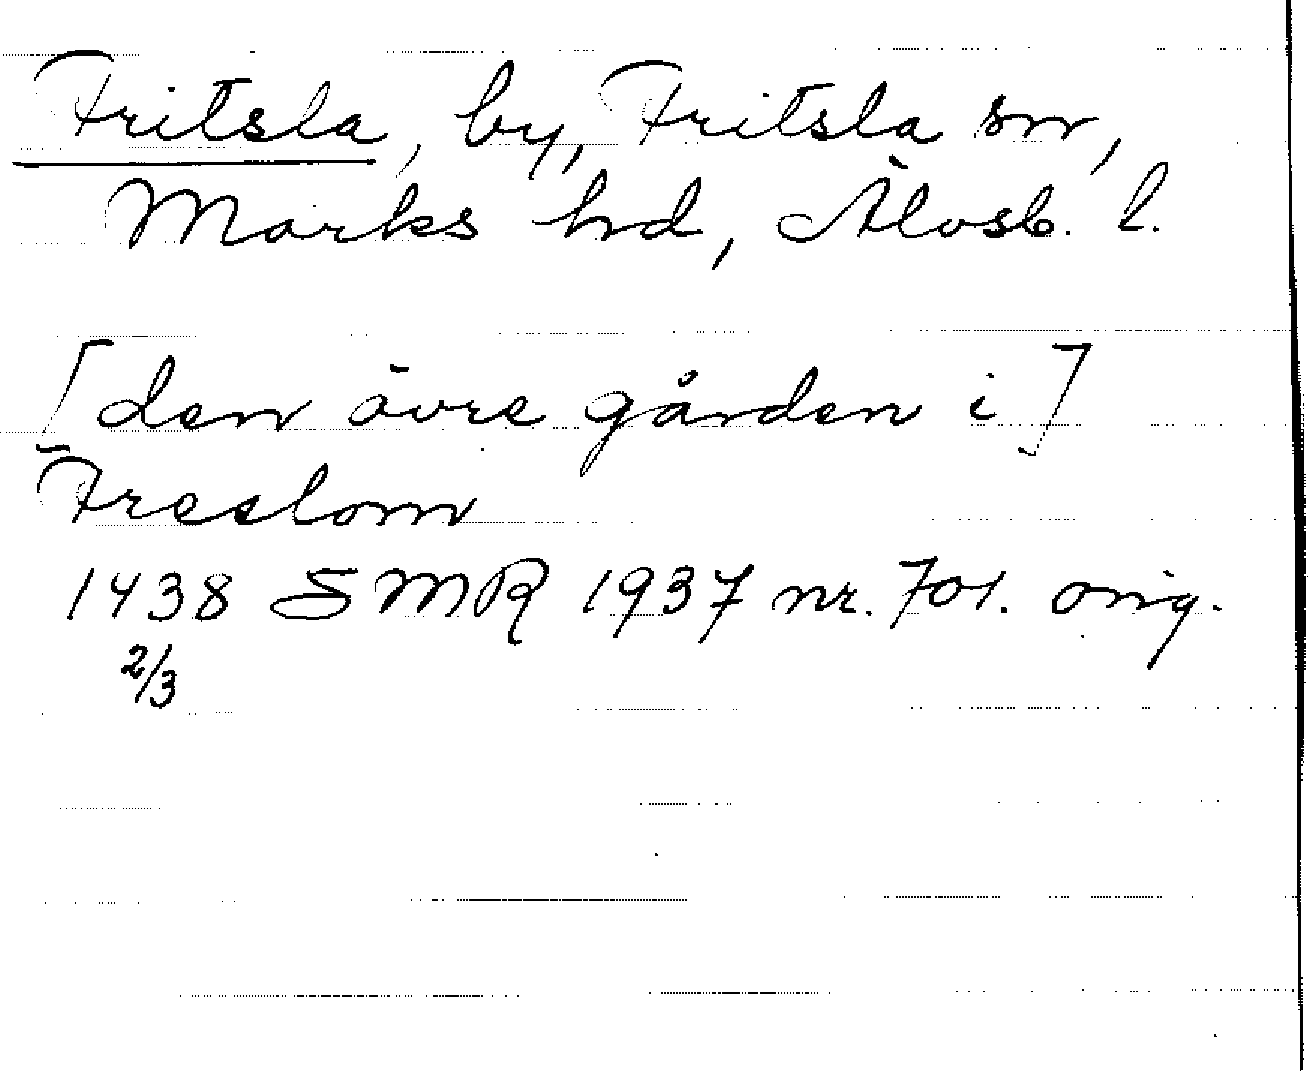 Fritsla, by, Fritsla sn,
Marks hd, Älvsb. l.
[den övre gården i]
Freslom
1438 SMR 1937 nr. 701. orig.
2/3